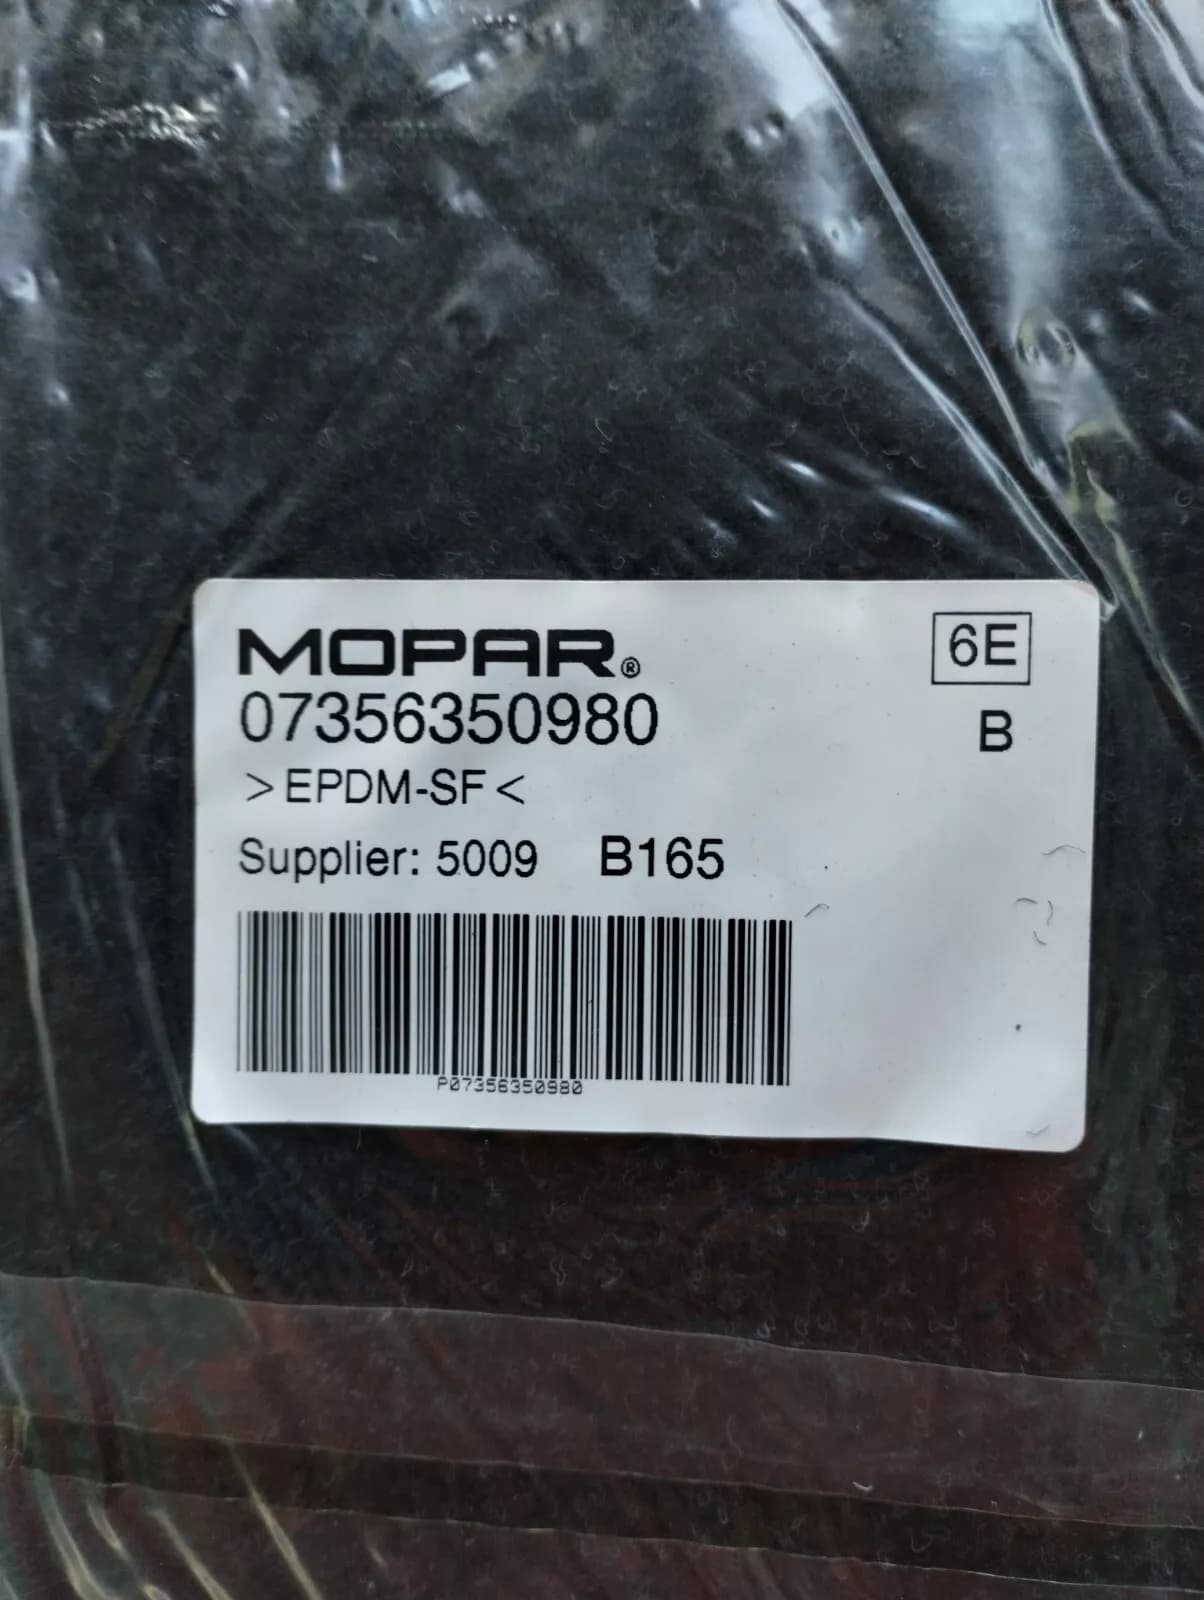 MOPAR®
07356350980
>EPDM-SF<
Supplier: 5009 B165
P07356350980
6E
B